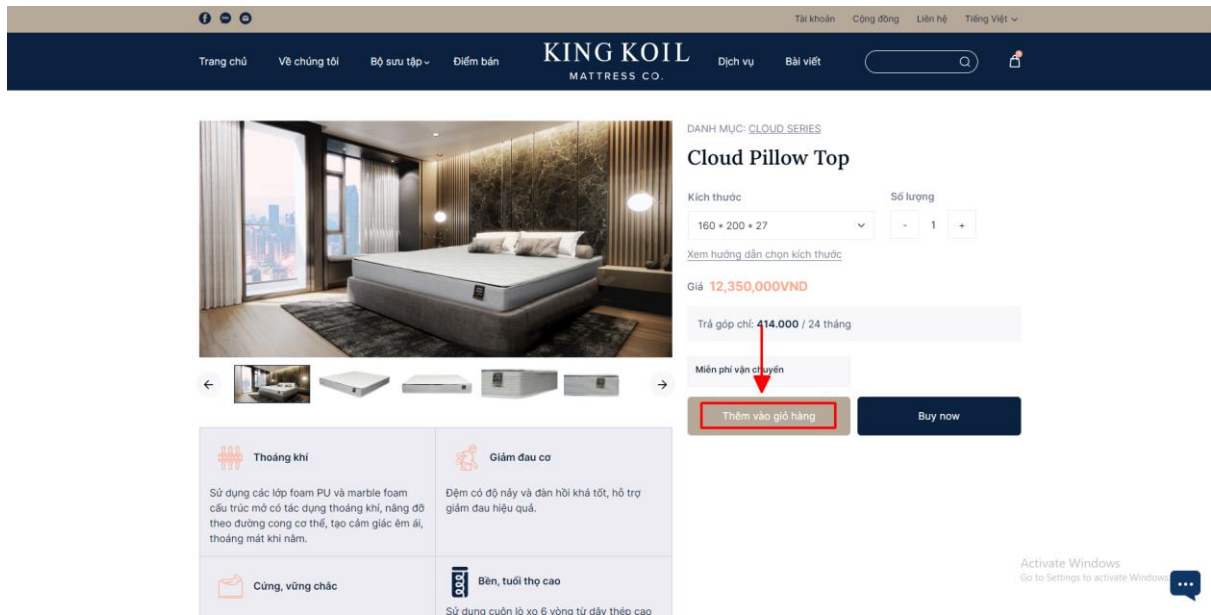 Tài khoản Cộng đồng Liên hệ Tiếng Việt
Trang chủ Về chúng tôi Bộ sưu tập Điểm bán KING KOIL Dịch vụ Bài viết
MATTRESS CO.
DANH MỤC: CLOUD SERIES
Cloud Pillow Top
Kích thước Số lượng
160 * 200 * 27 - 1 +
Xem hướng dẫn chọn kích thước
Giá 12,350,000VND
Trả góp chỉ: 414.000 / 24 tháng
Miễn phí vận chuyển
Thêm vào giỏ hàng Buy now
Thoáng khí
Sử dụng các lớp foam PU và marble foam
cấu trúc mở có tác dụng thoáng khí, nâng đỡ
theo đường cong cơ thể, tạo cảm giác êm ái,
thoáng mát khi nằm.
Giảm đau cơ
Đệm có độ nảy và đàn hồi khá tốt, hỗ trợ
giảm đau hiệu quả.
Cứng, vững chắc
Bền, tuổi thọ cao
Sử dụng cuộn lò xo 6 vòng từ dây thép cao
Activate Windows
Go to Settings to activate Windows.